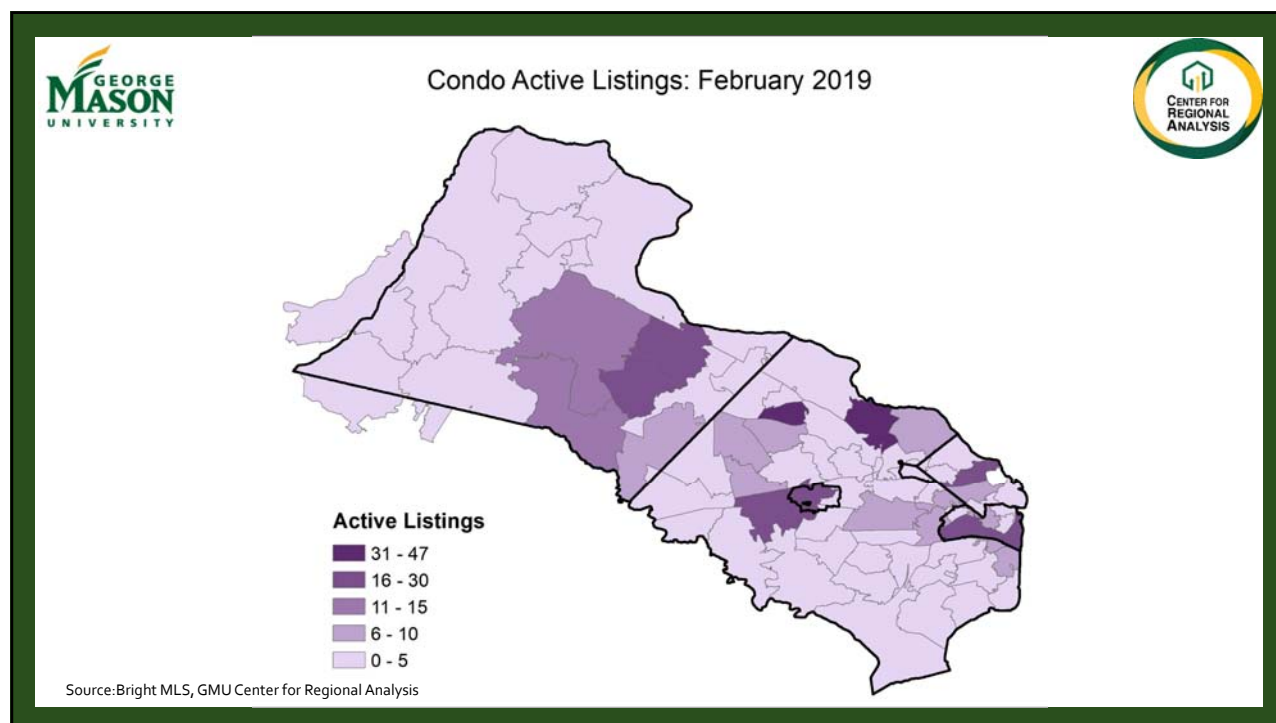 GEORGE
MASON
UNIVERSITY
Condo Active Listings: February 2019
CENTER FOR
REGIONAL
ANALYSIS
Active Listings
31 - 47
16 - 30
11 - 15
6 - 10
0 - 5
Source:Bright MLS, GMU Center for Regional Analysis